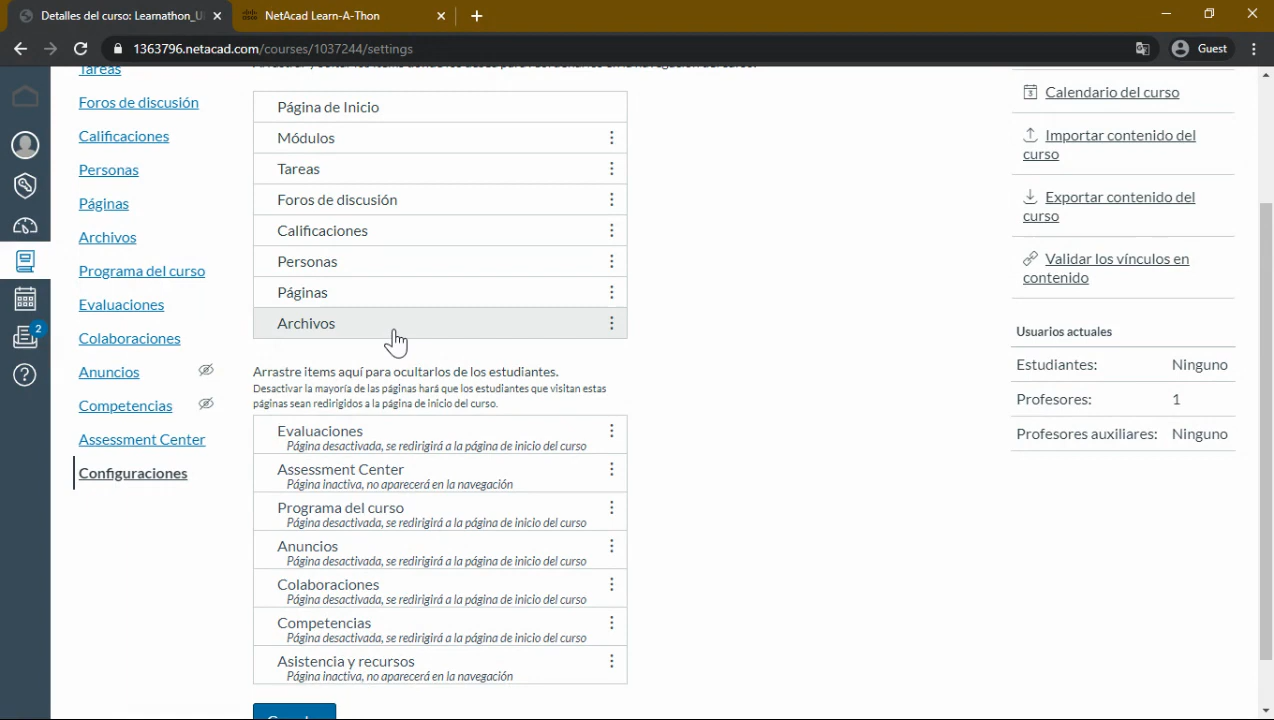 Detalles del curso: Learnathon_U
NetAcad Learn-A-Thon
1363796.netacad.com/courses/1037244/settings
Guest
2
Tareas
Foros de discusión
Calificaciones
Personas
Páginas
Archivos
Programa del curso
Evaluaciones
Colaboraciones
Anuncios
Competencias
Assessment Center
Configuraciones
Página de Inicio
Módulos
Tareas
Foros de discusión
Calificaciones
Personas
Páginas
Archivos
Arrastre items aquí para ocultarlos de los estudiantes.
Desactivar la mayoría de las páginas hará que los estudiantes que visitan estas
páginas sean redirigidos a la página de inicio del curso.
Evaluaciones
Página desactivada, se redirigirá a la página de inicio del curso
Assessment Center
Página inactiva, no aparecerá en la navegación
Programa del curso
Página desactivada, se redirigirá a la página de inicio del curso
Anuncios
Página desactivada, se redirigirá a la página de inicio del curso
Colaboraciones
Página desactivada, se redirigirá a la página de inicio del curso
Competencias
Página desactivada, se redirigirá a la página de inicio del curso
Asistencia y recursos
Página inactiva, no aparecerá en la navegación
Calendario del curso
Importar contenido del
curso
Exportar contenido del
curso
Validar los vínculos en
contenido
Usuarios actuales
Estudiantes: Ninguno
Profesores: 1
Profesores auxiliares: Ninguno